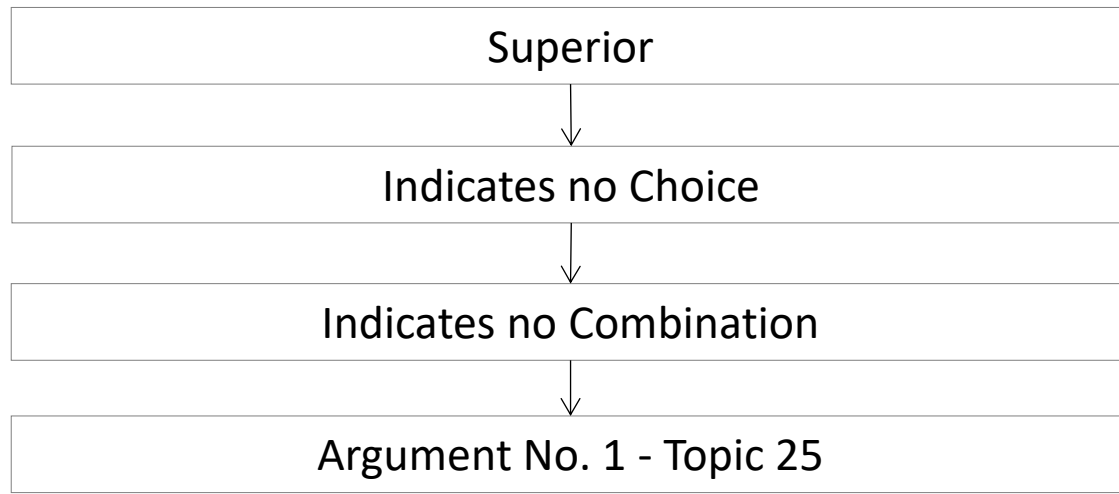 Superior
Indicates no Choice
Indicates no Combination
Argument No. 1 - Topic 25